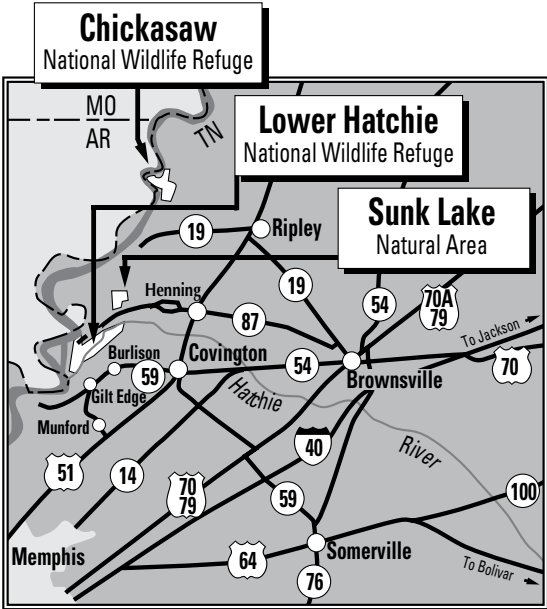 Chickasaw
National Wildlife Refuge
MO
AR
TN
Lower Hatchie
National Wildlife Refuge
Sunk Lake
Natural Area
19
Ripley
Henning
19
54
70A
79
87
To Jackson
Burlison
59
Covington
54
Brownsville
70
Gilt Edge
Hatchie
Munford
40
River
51
14
70
79
59
100
Memphis
64
Somerville
To Bolivar
76